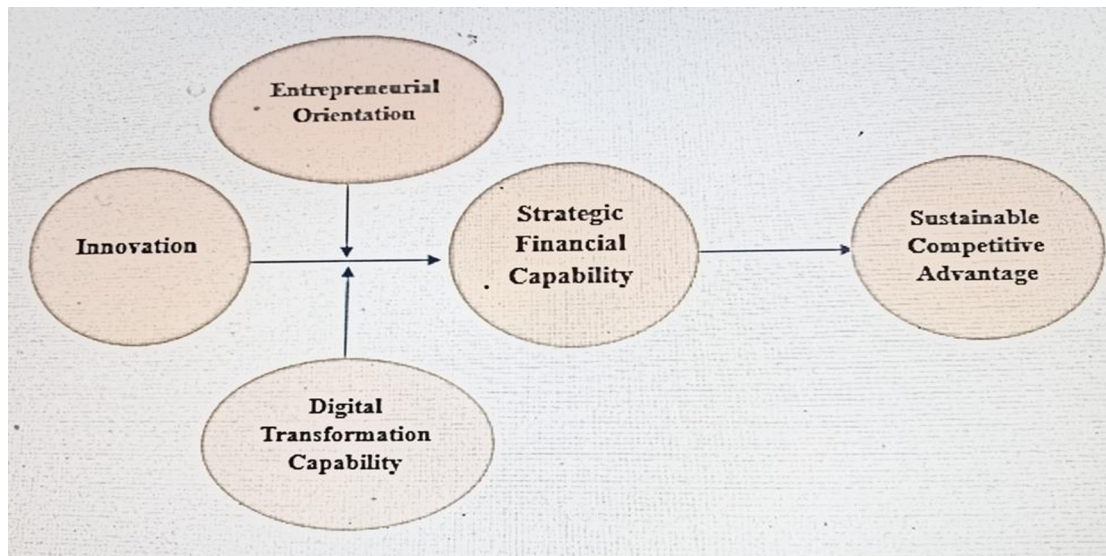 Entrepreneurial
Orientation
Innovation
Strategic
Financial
Capability
Sustainable
Competitive
Advantage
Digital
Transformation
Capability